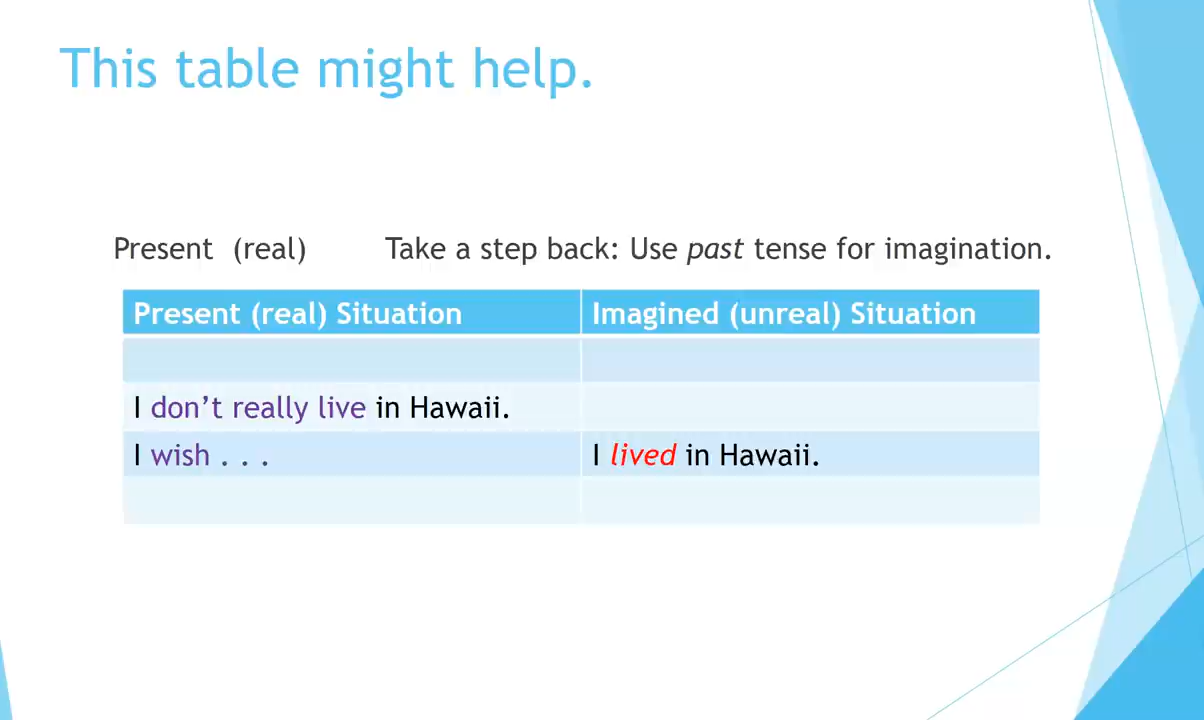 This table might help.
Present (real) Take a step back: Use past tense for imagination.
Present (real) Situation Imagined (unreal) Situation
I don’t really live in Hawaii.
I wish . . . I lived in Hawaii.